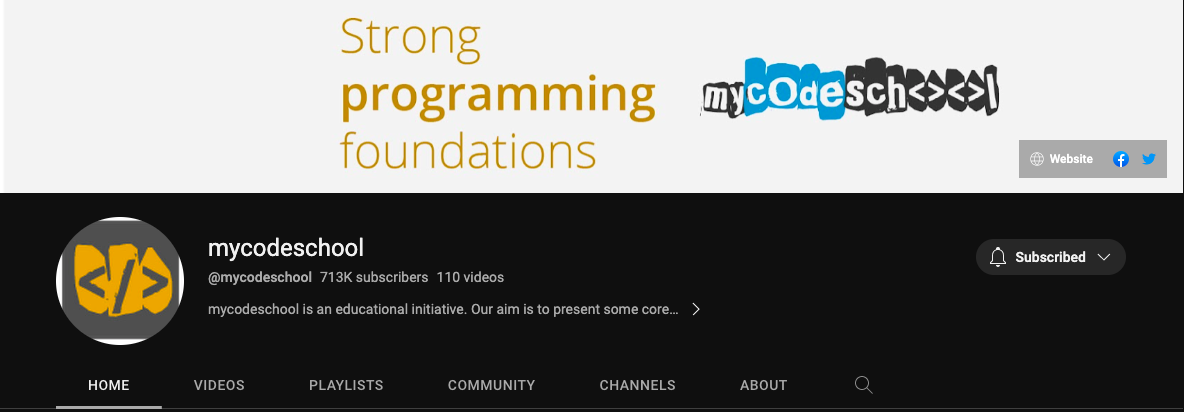 Strong
programming
foundations
mycodesch<><>l
Website
mycodeschool
@mycodeschool 713K subscribers 110 videos
Subscribed
mycodeschool is an educational initiative. Our aim is to present some core...
HOME VIDEOS PLAYLISTS COMMUNITY CHANNELS ABOUT